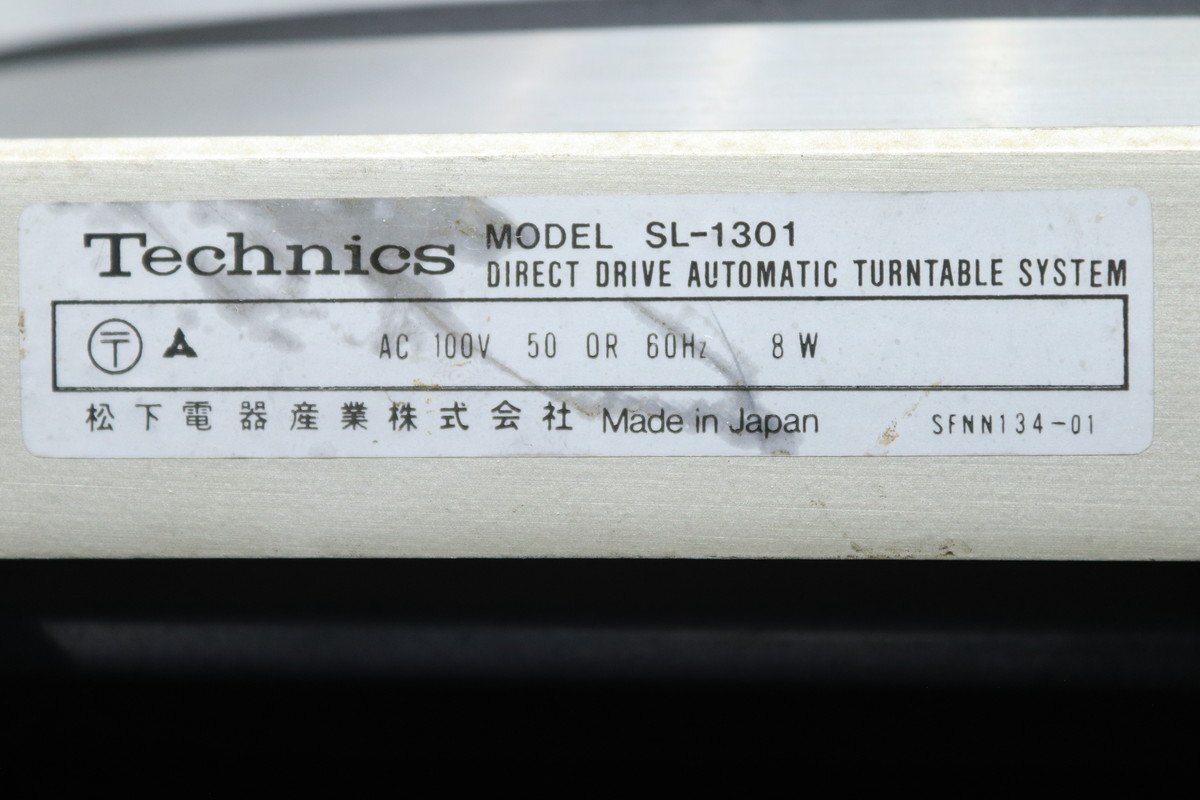 Technics
MODEL SL-1301
DIRECT DRIVE AUTOMATIC TURNTABLE SYSTEM
〒 AC 100V 50 OR 60Hz 8W
松下電器産業株式会社 Made in Japan SFNN134-01